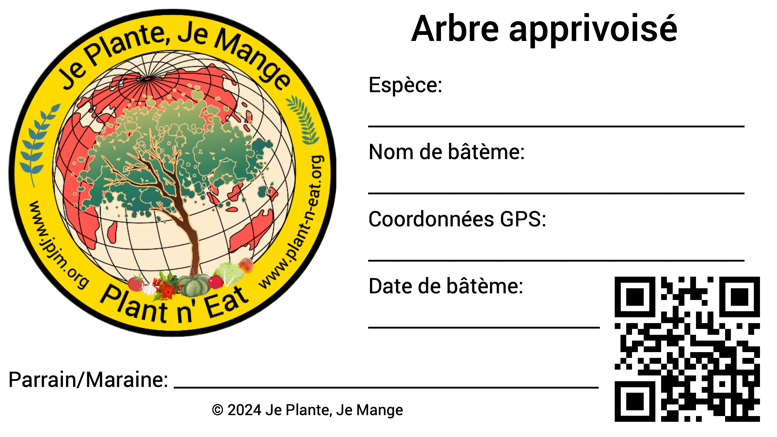 Je Plante, Je Mange
www.jpjm.org
www.plant-n-eat.org
Plant n' Eat
Arbre apprivoisé
Espèce:
Nom de bâtème:
Coordonnées GPS:
Date de bâtème:
Parrain/Maraine:
© 2024 Je Plante, Je Mange